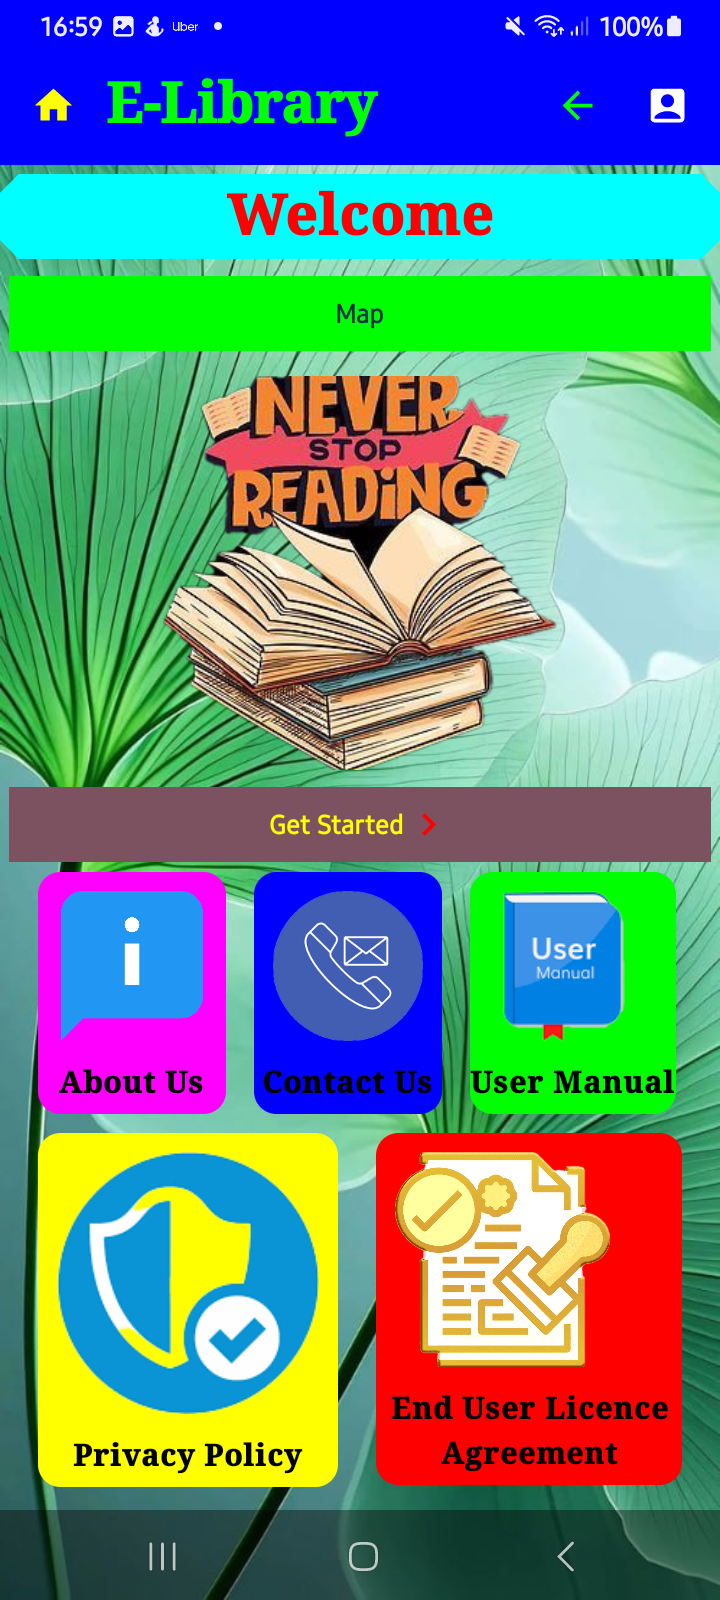 16:59 Uber 100%
E-Library
Welcome
Map
NEVER
STOP
READING
Get Started
User
Manual
About Us
Contact Us
User Manual
Privacy Policy
End User Licence
Agreement